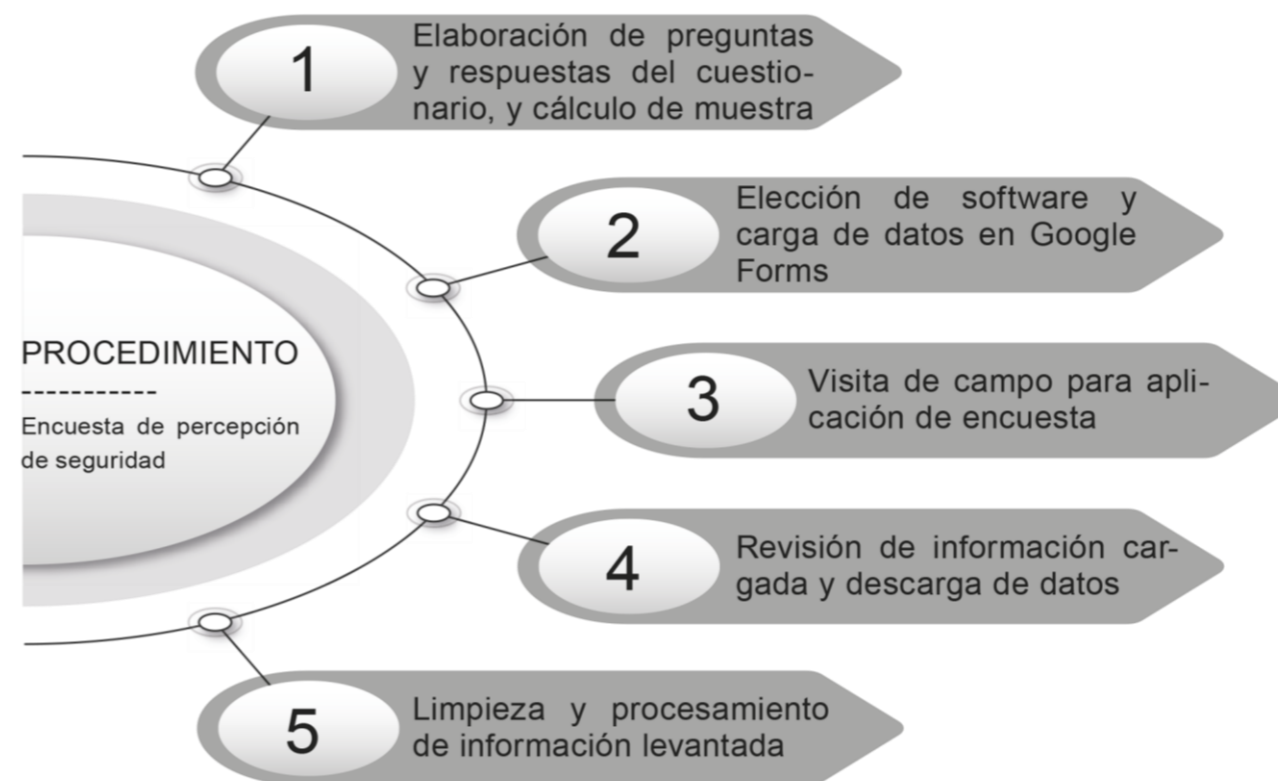 1
Elaboración de preguntas
y respuestas del cuestio-
nario, y cálculo de muestra
2
Elección de software y
carga de datos en Google
Forms
PROCEDIMIENTO
-----------
Encuesta de percepción
de seguridad
3
Visita de campo para apli-
cación de encuesta
4
Revisión de información car-
gada y descarga de datos
5
Limpieza y procesamiento
de información levantada